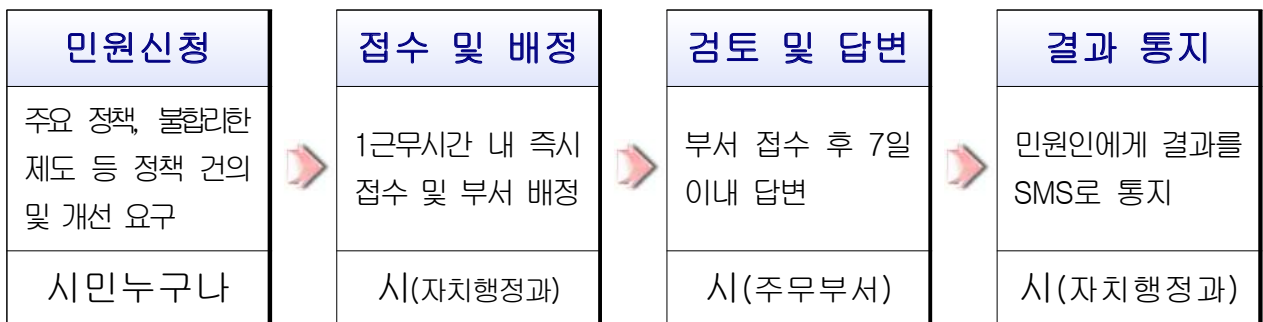 민원신청
주요 정책, 불합리한
제도 등 정책 건의
및 개선 요구
시민누구나
접수 및 배정
1근무시간 내 즉시
접수 및 부서 배정
시(자치행정과)
검토 및 답변
부서 접수 후 7일
이내 답변
시(주무부서)
결과 통지
민원인에게 결과를
SMS로 통지
시(자치행정과)